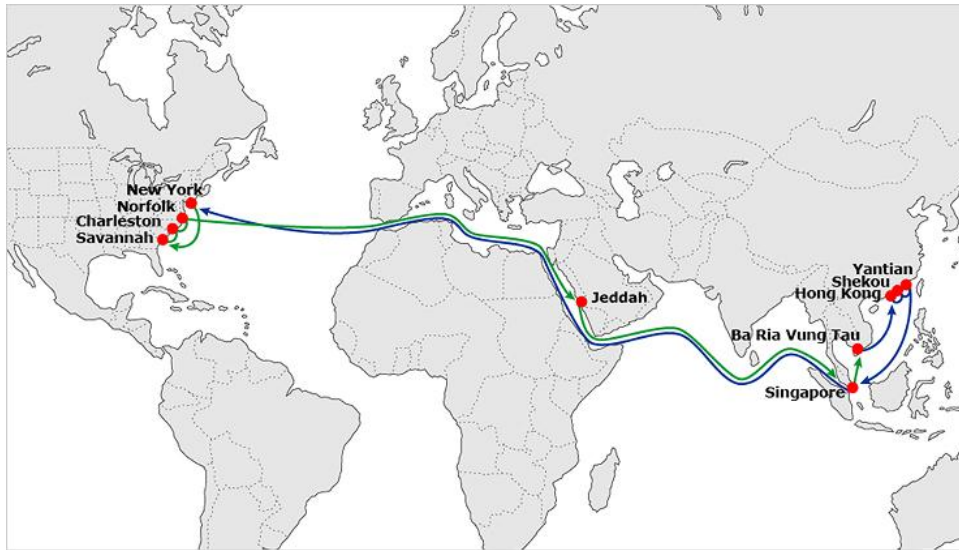 New York
Norfolk
Charleston
Savannah
Jeddah
Yantian
Shekou
Hong Kong
Ba Ria Vung Tau
Singapore